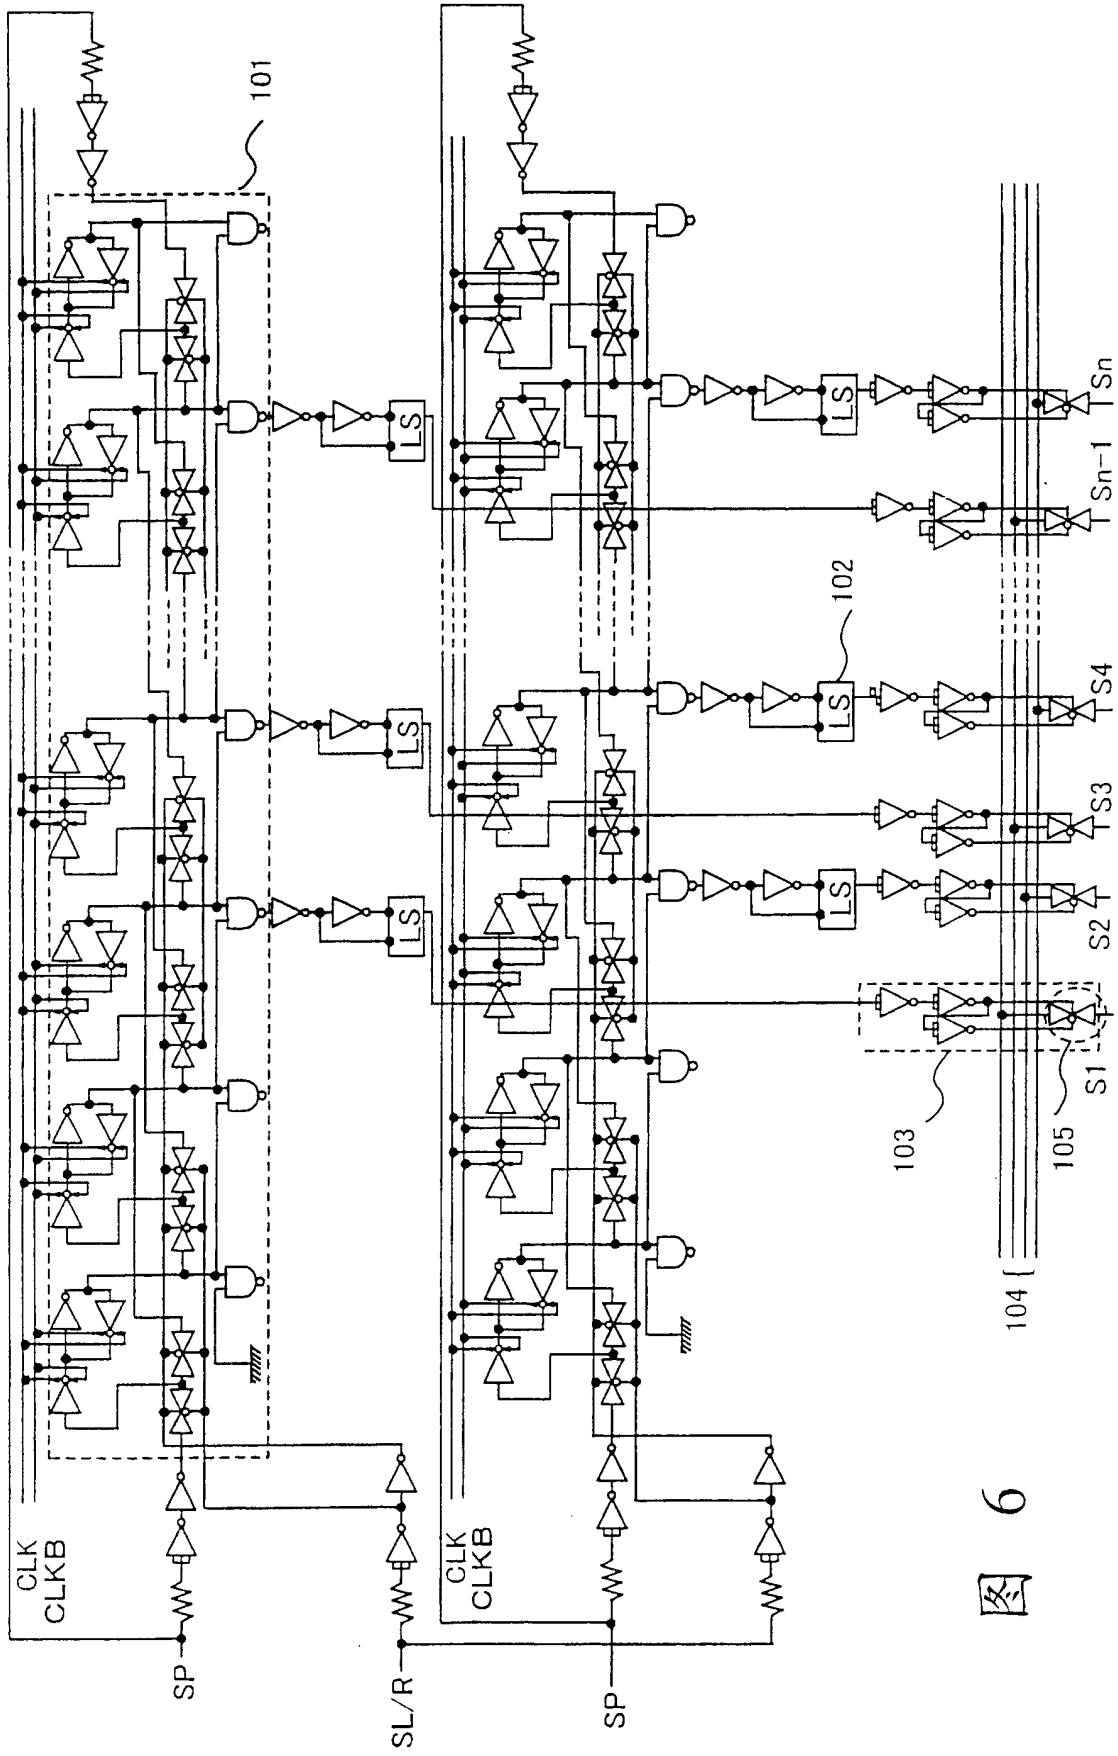 CLK
CLKB
SP
101
LS
LS
LS
SL/R
CLK
CLKB
SP
LS
LS
102
LS
103
104
105
S1
S2
S3
S4
Sn-1
Sn
图 6